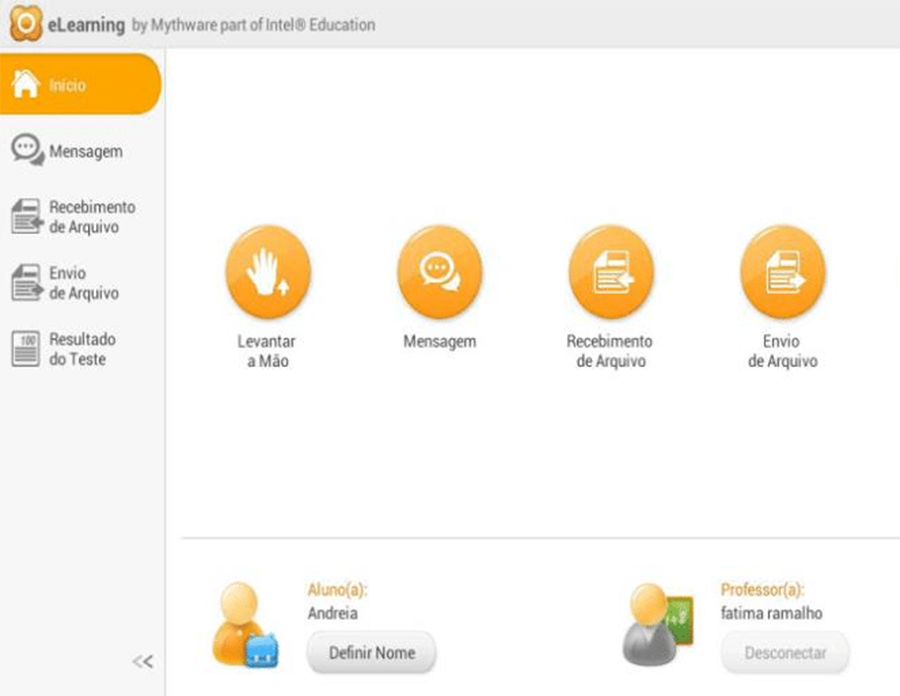 eLearning by Mythware part of Intel® Education
Início
Mensagem
Recebimento
de Arquivo
Envio
de Arquivo
Resultado
do Teste
Levantar
a Mão
Mensagem
Recebimento
de Arquivo
Envio
de Arquivo
Aluno(a):
Andreia
Definir Nome
Professor(a):
fatima ramalho
Desconectar
<<
100